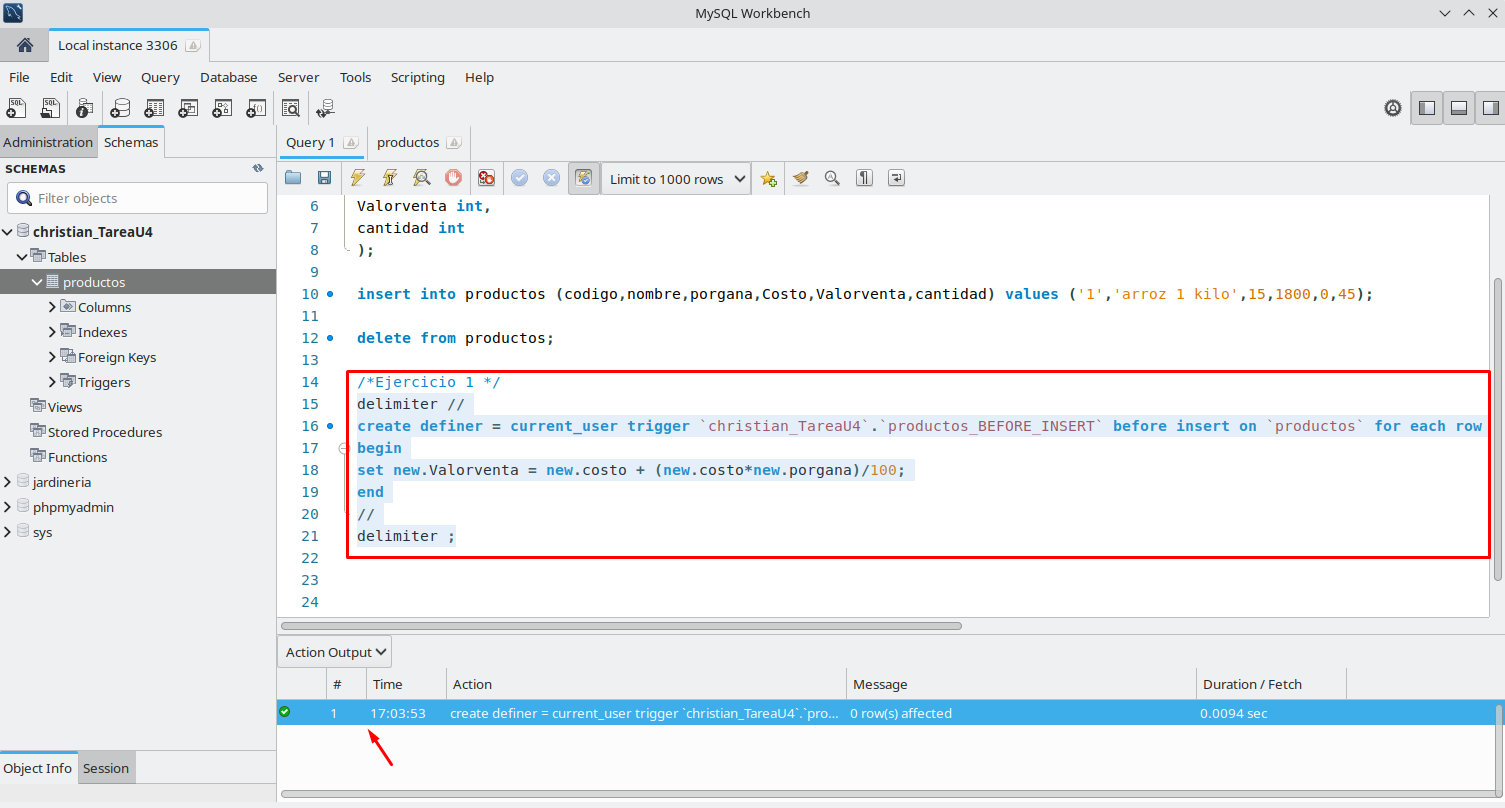 MySQL Workbench
Local instance 3306
File Edit View Query Database Server Tools Scripting Help
Administration Schemas
SCHEMAS
Filter objects
christian_TareaU4
Tables
productos
Columns
Indexes
Foreign Keys
Triggers
Views
Stored Procedures
Functions
jardineria
phpmyadmin
sys
Object Info Session
Query 1 productos
Limit to 1000 rows
6 Valorventa int,
7 cantidad int
8 );
9
10 insert into productos (codigo,nombre,porgana,Costo,Valorventa,cantidad) values ('1','arroz 1 kilo',15,1800,0,45);
11
12 delete from productos;
13
14 /*Ejercicio 1 */
15 delimiter //
16 create definer = current_user trigger `christian_TareaU4`.`productos_BEFORE_INSERT` before insert on `productos` for each row
17 begin
18 set new.Valorventa = new.costo + (new.costo*new.porgana)/100;
19 end
20 //
21 delimiter ;
22
23
24
Action Output
# Time Action Message Duration / Fetch
1 17:03:53 create definer = current_user trigger `christian_TareaU4`.`pro... 0 row(s) affected 0.0094 sec